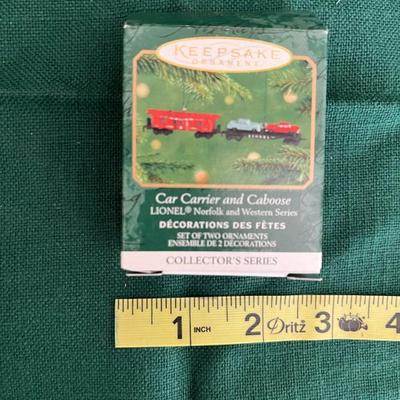 KEEPSAKE
ORNAMENT
LIONEL
Car Carrier and Caboose
LIONEL® Norfolk and Western Series
DÉCORATIONS DES FÊTES
SET OF TWO ORNAMENTS
ENSEMBLE DE 2 DÉCORATIONS
COLLECTOR'S SERIES
1 INCH 2 Dritz® 3 4